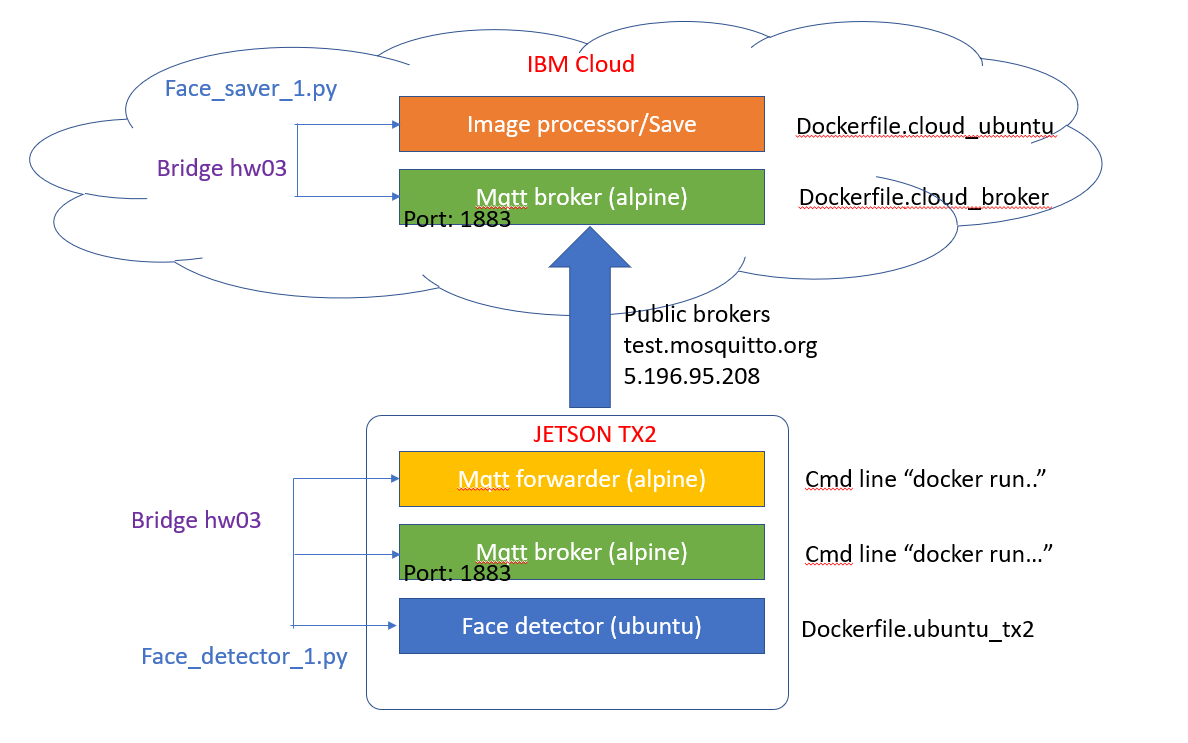 IBM Cloud
Face_saver_1.py
Image processor/Save
Dockerfile.cloud_ubuntu
Bridge hw03
Mqtt broker (alpine)
Dockerfile.cloud_broker
Port: 1883
Public brokers
test.mosquitto.org
5.196.95.208
JETSON TX2
Mqtt forwarder (alpine)
Cmd line “docker run..”
Bridge hw03
Mqtt broker (alpine)
Cmd line “docker run...”
Port: 1883
Face detector (ubuntu)
Dockerfile.ubuntu_tx2
Face_detector_1.py